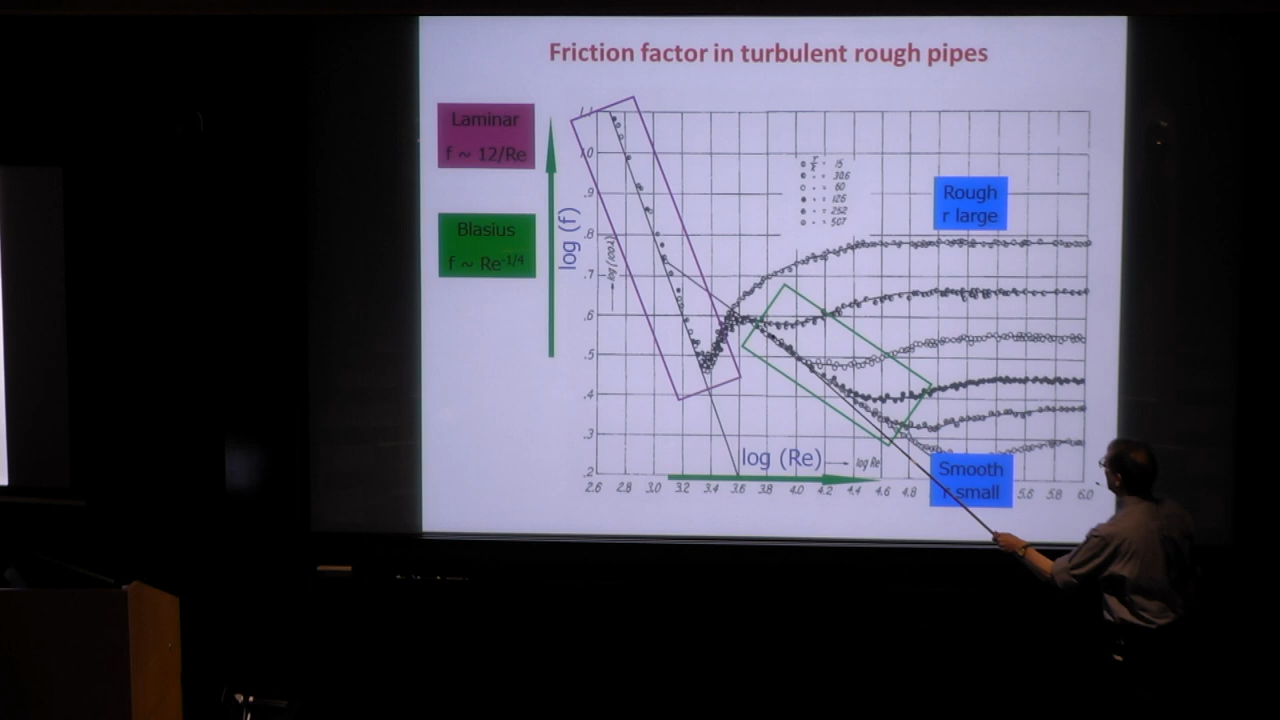 Friction factor in turbulent rough pipes
Laminar
f ~ 12/Re
Blasius
f ~ Re-1/4
log (f)
1.1
1.0
.9
.8
.7
.6
.5
.4
.3
.2
r/k = 15
" = 30.6
" = 60
" = 126
" = 252
" = 507
Rough
r large
log (Re)
log Re
Smooth
r small
2.6 2.8 3.0 3.2 3.4 3.6 3.8 4.0 4.2 4.4 4.6 4.8 5.6 5.8 6.0